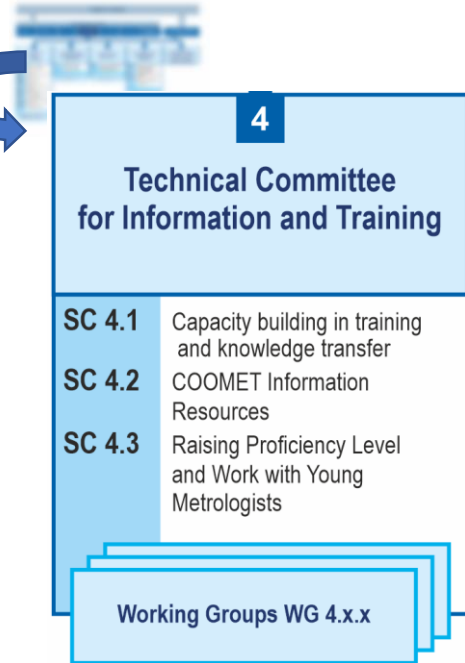 4
Technical Committee
for Information and Training
SC 4.1 Capacity building in training
and knowledge transfer
SC 4.2 COOMET Information
Resources
SC 4.3 Raising Proficiency Level
and Work with Young
Metrologists
Working Groups WG 4.x.x